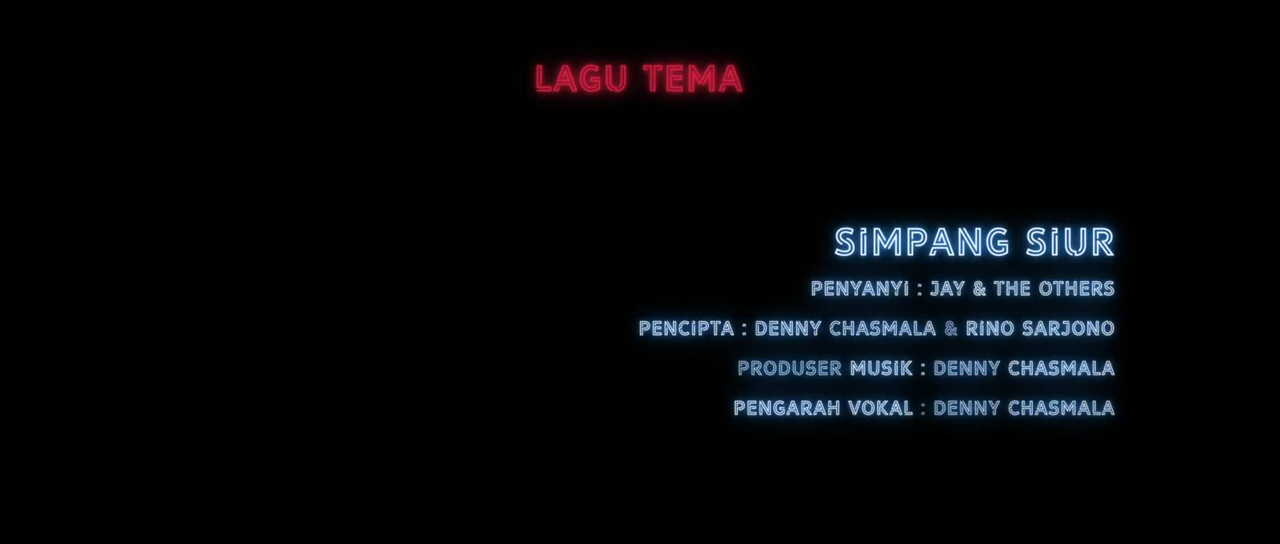 LAGU TEMA
SiMPANG SiUR
PENYANYi : JAY & THE OTHERS
PENCiPTA : DENNY CHASMALA & RiNO SARJONO
PRODUSER MUSiK : DENNY CHASMALA
PENGARAH VOKAL : DENNY CHASMALA